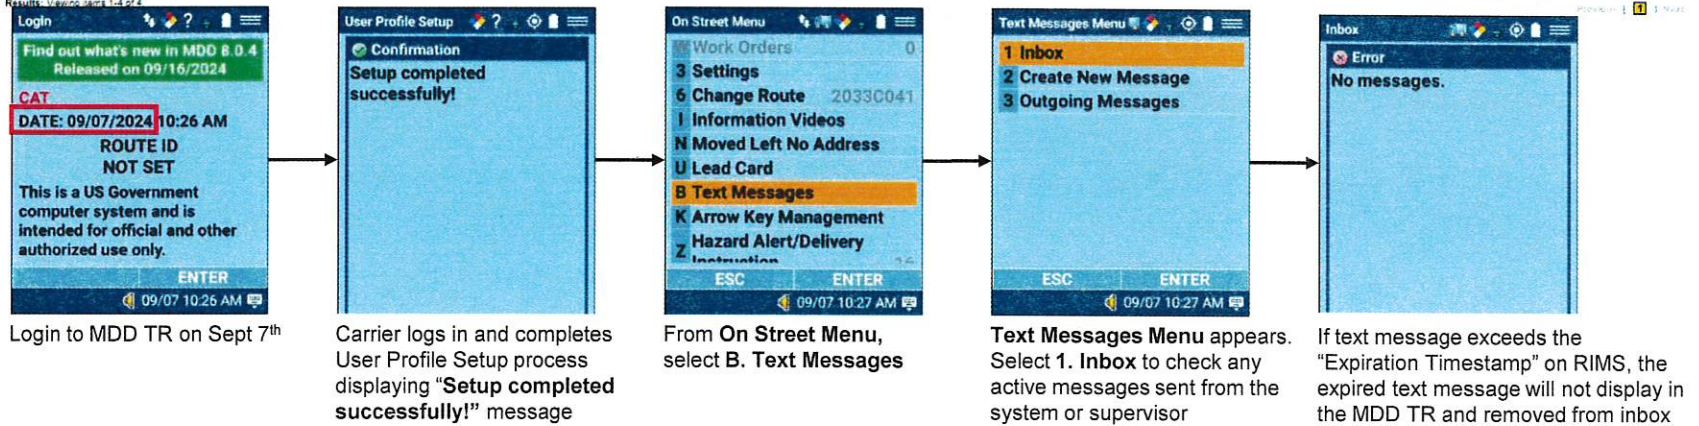 Results: Viewing items 1-4 of 4
1
Login
?
Find out what's new in MDD 8.0.4
Released on 09/16/2024
CAT
DATE: 09/07/2024 10:26 AM
ROUTE ID
NOT SET
This is a US Government
computer system and is
intended for official and other
authorized use only.
ENTER
09/07 10:26 AM
Login to MDD TR on Sept 7th
User Profile Setup
?
Confirmation
Setup completed
successfully!
Carrier logs in and completes
User Profile Setup process
displaying "Setup completed
successfully!" message
On Street Menu
W Work Orders 0
3 Settings
6 Change Route 2033C041
I Information Videos
N Moved Left No Address
U Lead Card
B Text Messages
K Arrow Key Management
Z Hazard Alert/Delivery
Instruction
ESC ENTER
09/07 10:27 AM
From On Street Menu,
select B. Text Messages
Text Messages Menu
1 Inbox
2 Create New Message
3 Outgoing Messages
ESC ENTER
09/07 10:27 AM
Text Messages Menu appears.
Select 1. Inbox to check any
active messages sent from the
system or supervisor
Inbox
Error
No messages.
If text message exceeds the
"Expiration Timestamp" on RIMS, the
expired text message will not display in
the MDD TR and removed from inbox